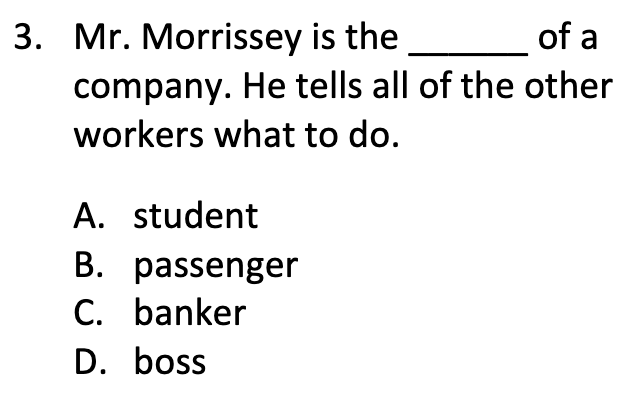 3. Mr. Morrissey is the ______ of a
company. He tells all of the other
workers what to do.
A. student
B. passenger
C. banker
D. boss